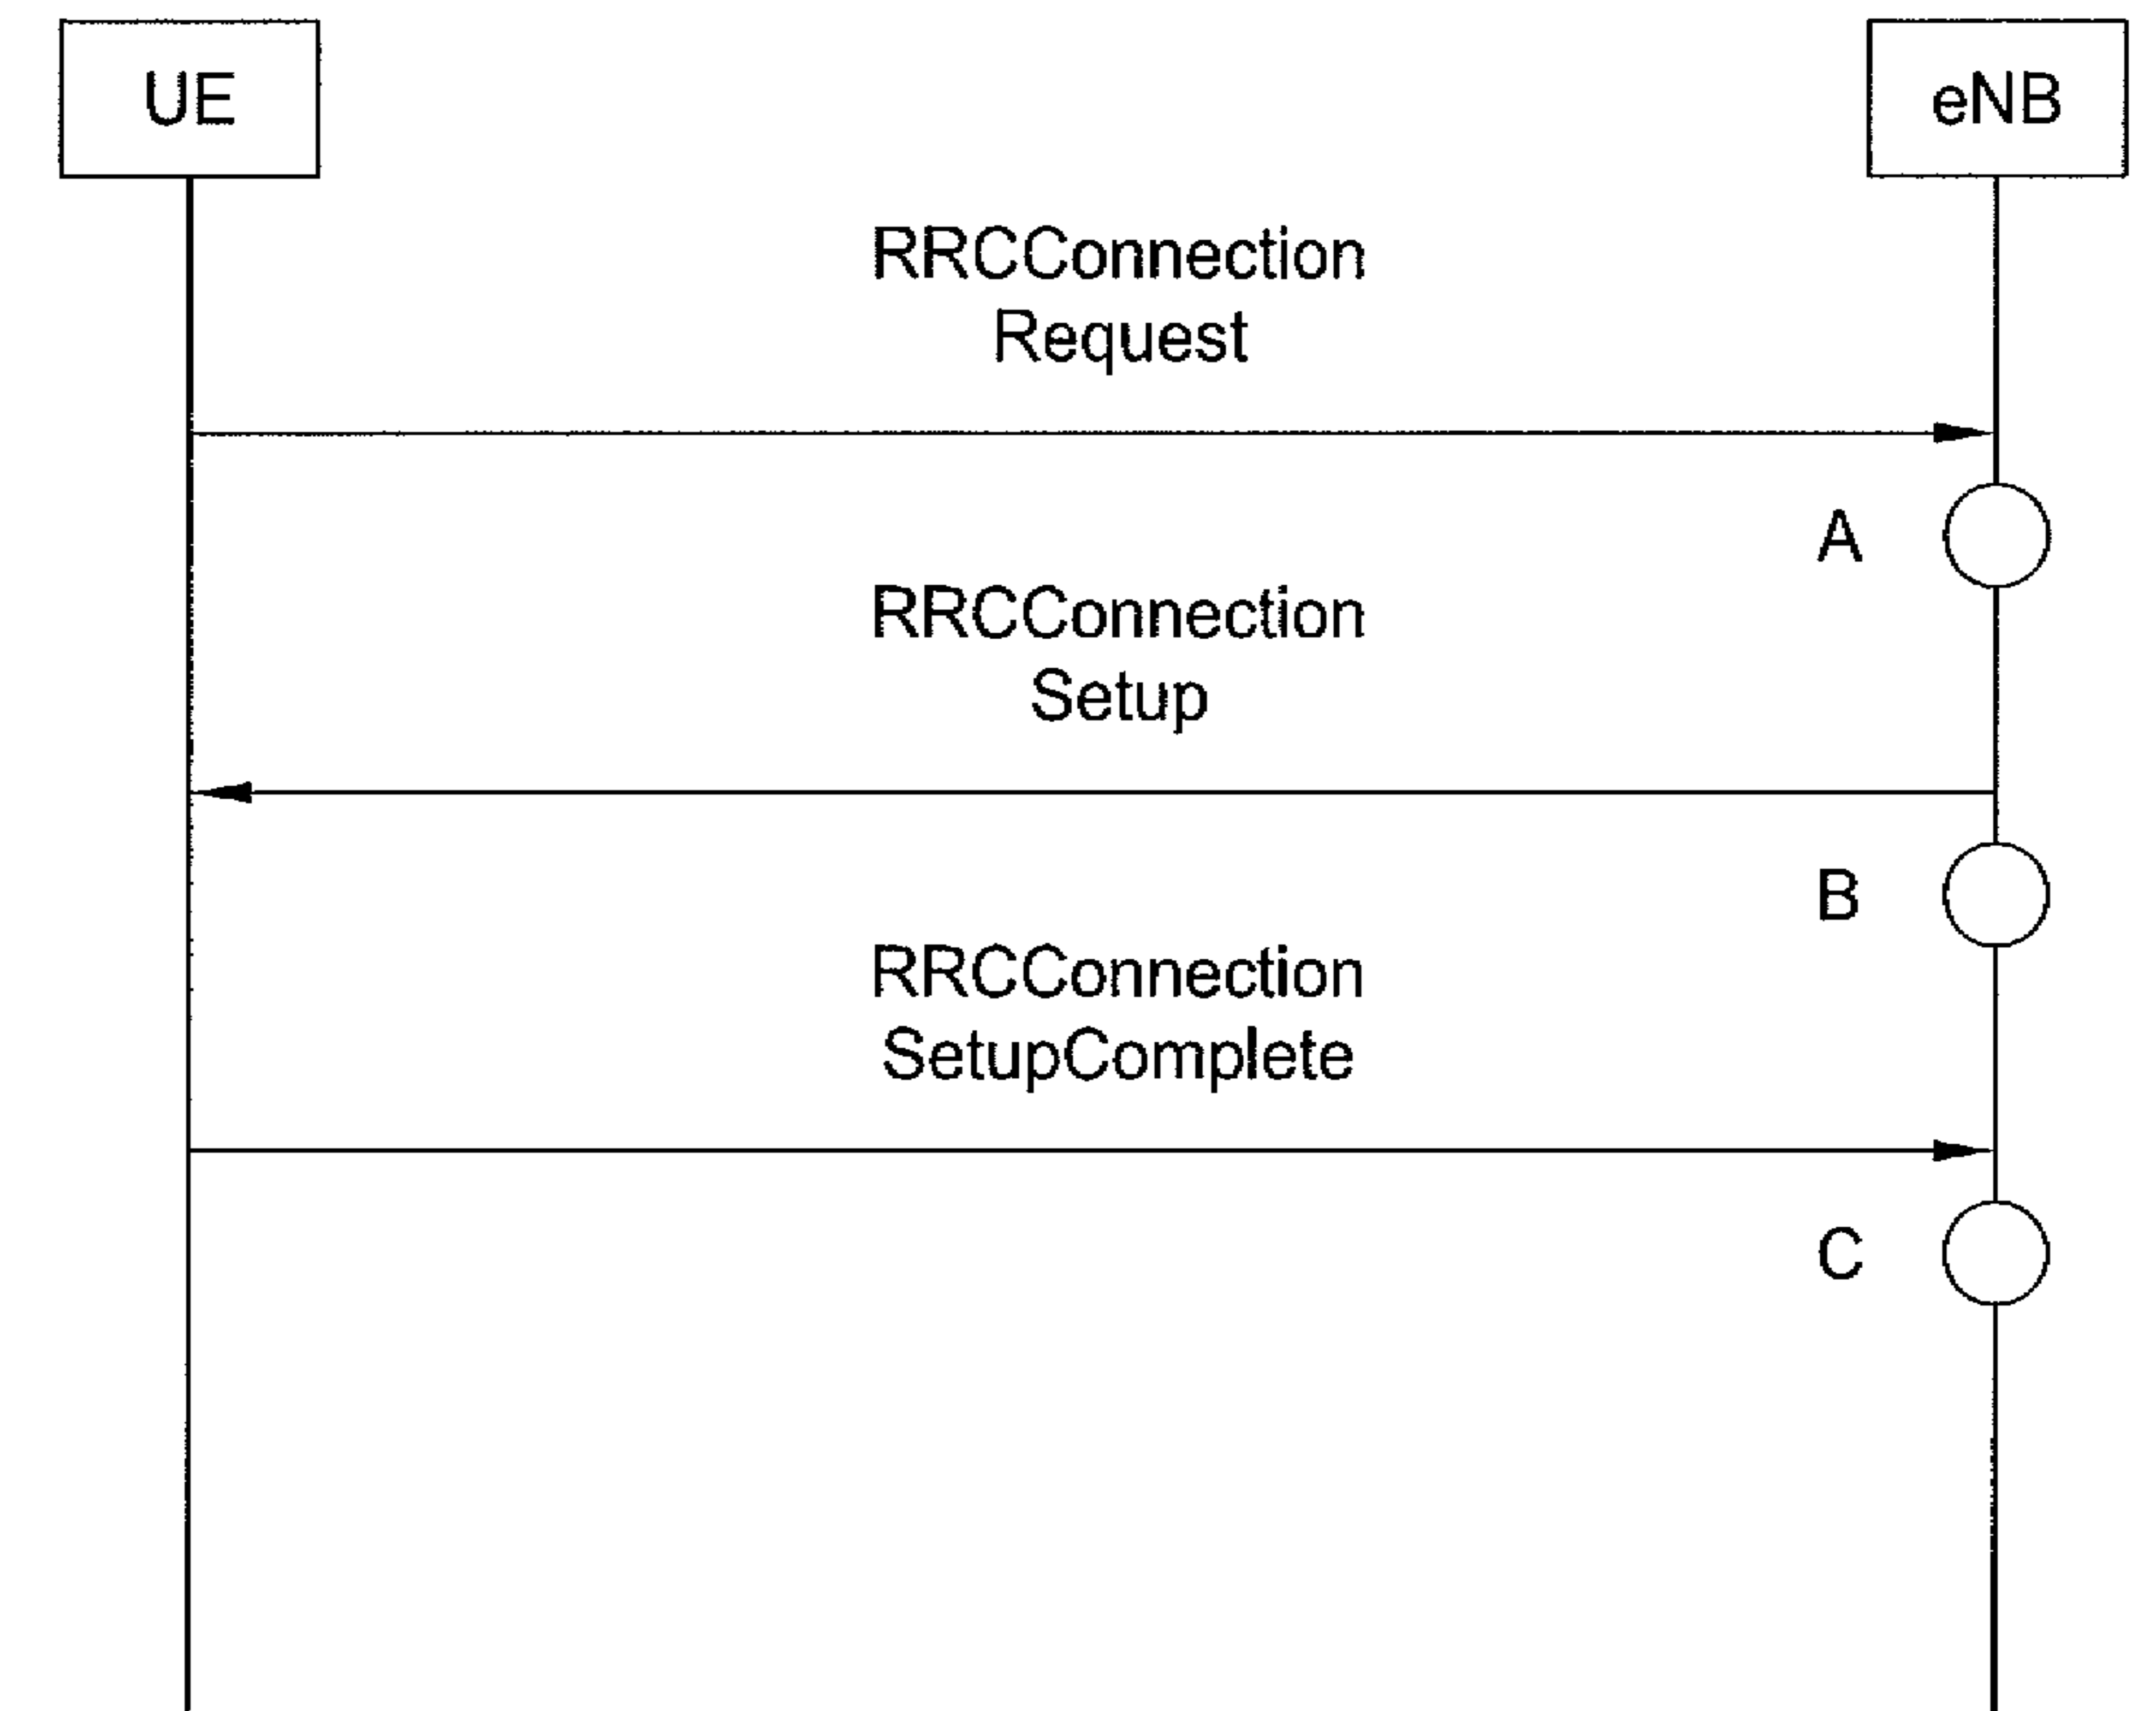 UE
eNB
RRCConnection
Request
A
RRCConnection
Setup
B
RRCConnection
SetupComplete
C